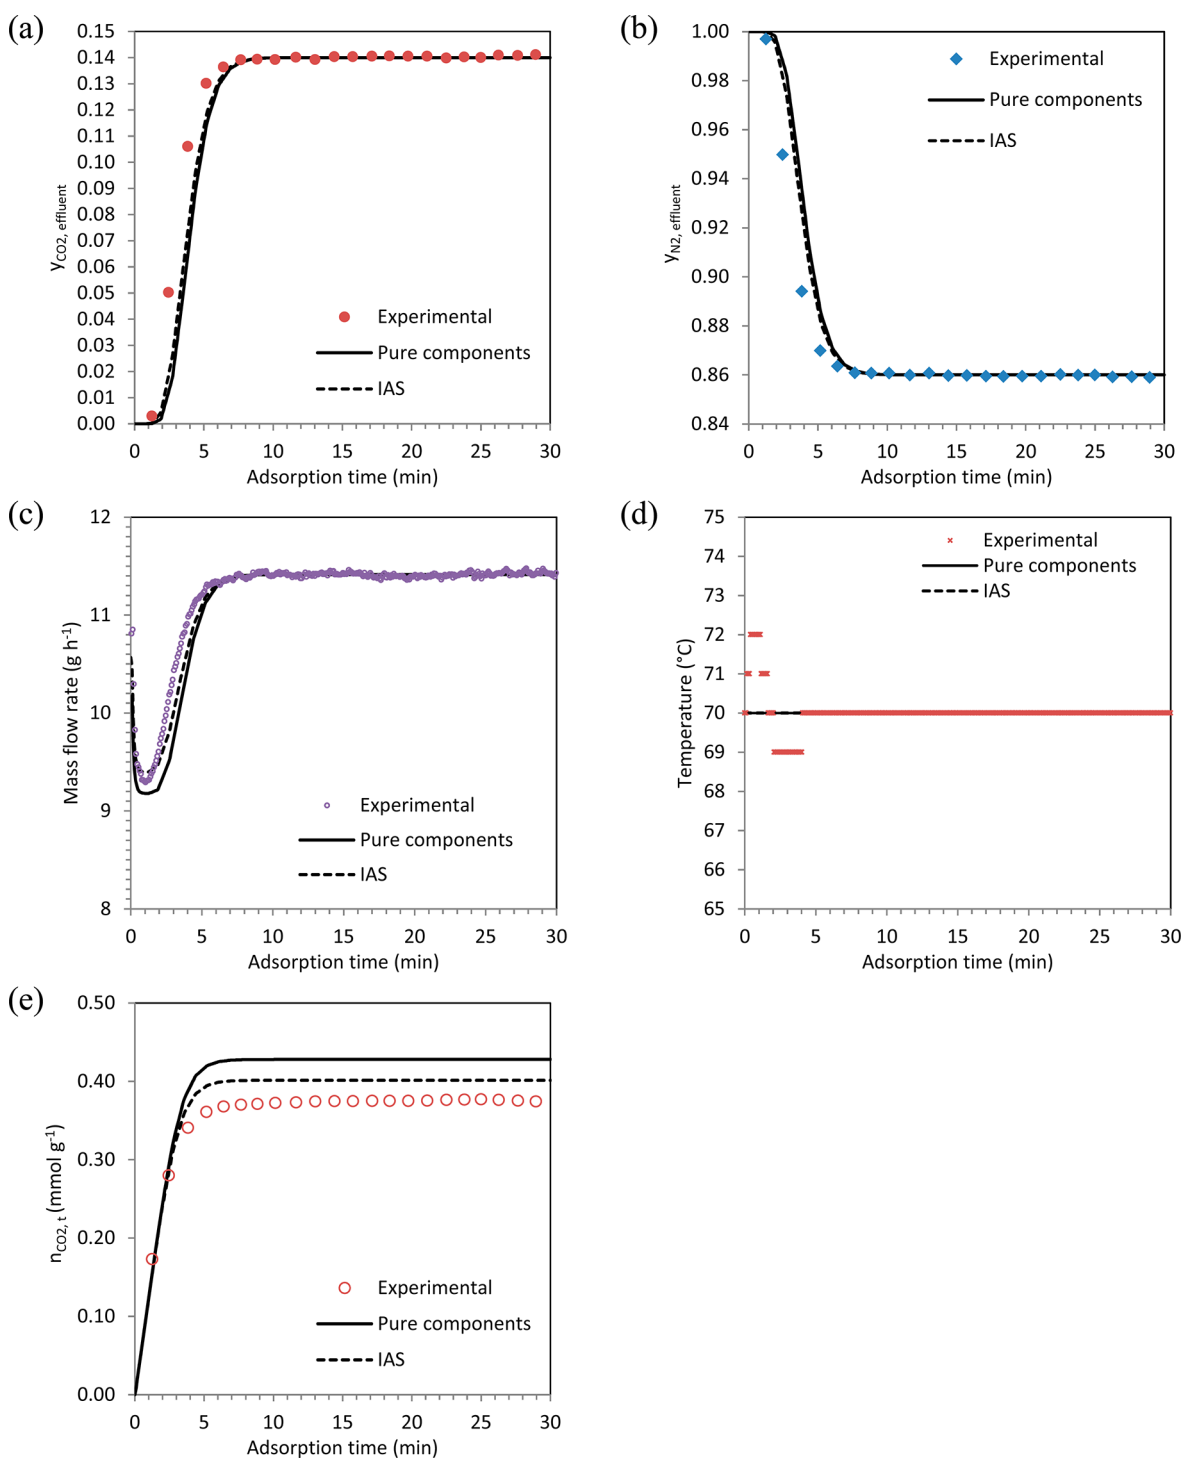 (a)
0.15
0.14
0.13
0.12
0.11
0.10
0.09
0.08
0.07
0.06
0.05
0.04
0.03
0.02
0.01
0.00
yCO2, effluent
Experimental
Pure components
IAS
0 5 10 15 20 25 30
Adsorption time (min)
(b)
1.00
0.98
0.96
0.94
0.92
0.90
0.88
0.86
0.84
yN2, effluent
Experimental
Pure components
IAS
0 5 10 15 20 25 30
Adsorption time (min)
(c)
12
11
10
9
8
Mass flow rate (g h-1)
Experimental
Pure components
IAS
0 5 10 15 20 25 30
Adsorption time (min)
(d)
75
74
73
72
71
70
69
68
67
66
65
Temperature (°C)
Experimental
Pure components
IAS
0 5 10 15 20 25 30
Adsorption time (min)
(e)
0.50
0.40
0.30
0.20
0.10
0.00
nCO2, t (mmol g-1)
Experimental
Pure components
IAS
0 5 10 15 20 25 30
Adsorption time (min)